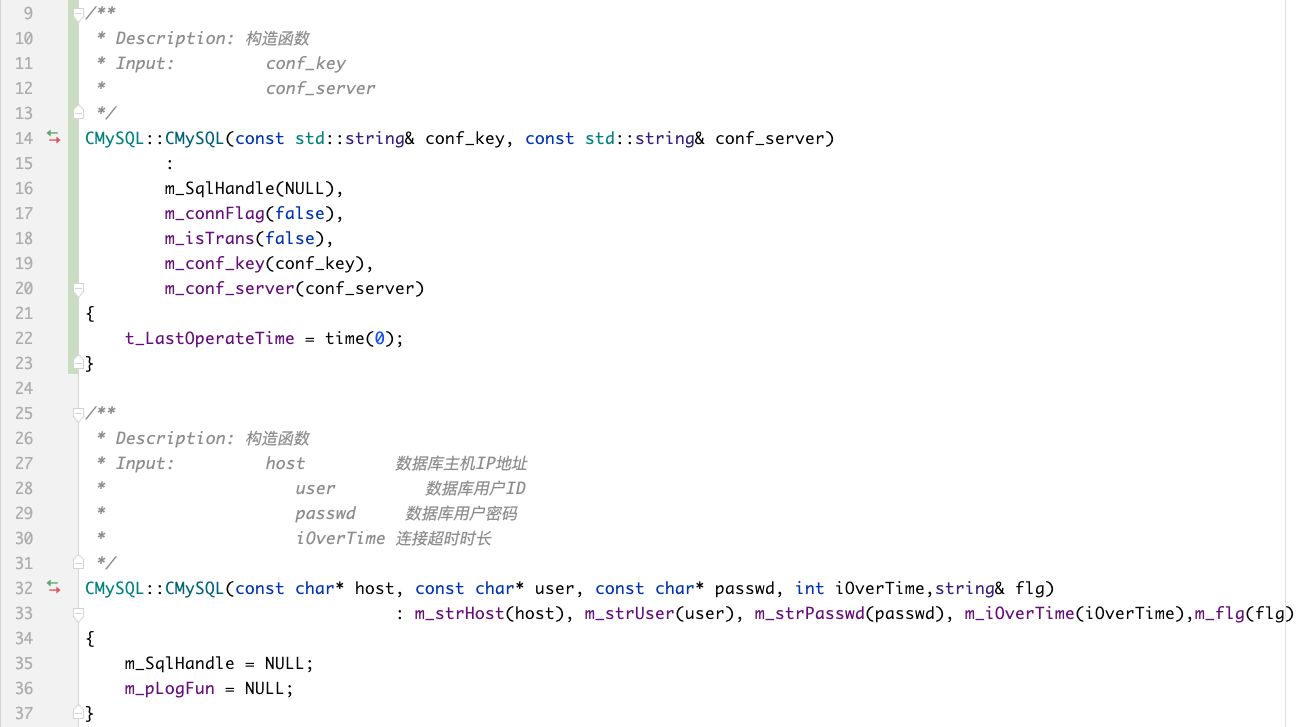 9 /**
10  * Description: 构造函数
11  * Input:         conf_key
12  *                conf_server
13  */
14 CMySQL::CMySQL(const std::string& conf_key, const std::string& conf_server)
15         :
16         m_SqlHandle(NULL),
17         m_connFlag(false),
18         m_isTrans(false),
19         m_conf_key(conf_key),
20         m_conf_server(conf_server)
21 {
22     t_LastOperateTime = time(0);
23 }
24
25 /**
26  * Description: 构造函数
27  * Input:         host         数据库主机IP地址
28  *                   user         数据库用户ID
29  *                   passwd     数据库用户密码
30  *                   iOverTime 连接超时时长
31  */
32 CMySQL::CMySQL(const char* host, const char* user, const char* passwd, int iOverTime,string& flg)
33                                : m_strHost(host), m_strUser(user), m_strPasswd(passwd), m_iOverTime(iOverTime),m_flg(flg)
34 {
35     m_SqlHandle = NULL;
36     m_pLogFun = NULL;
37 }